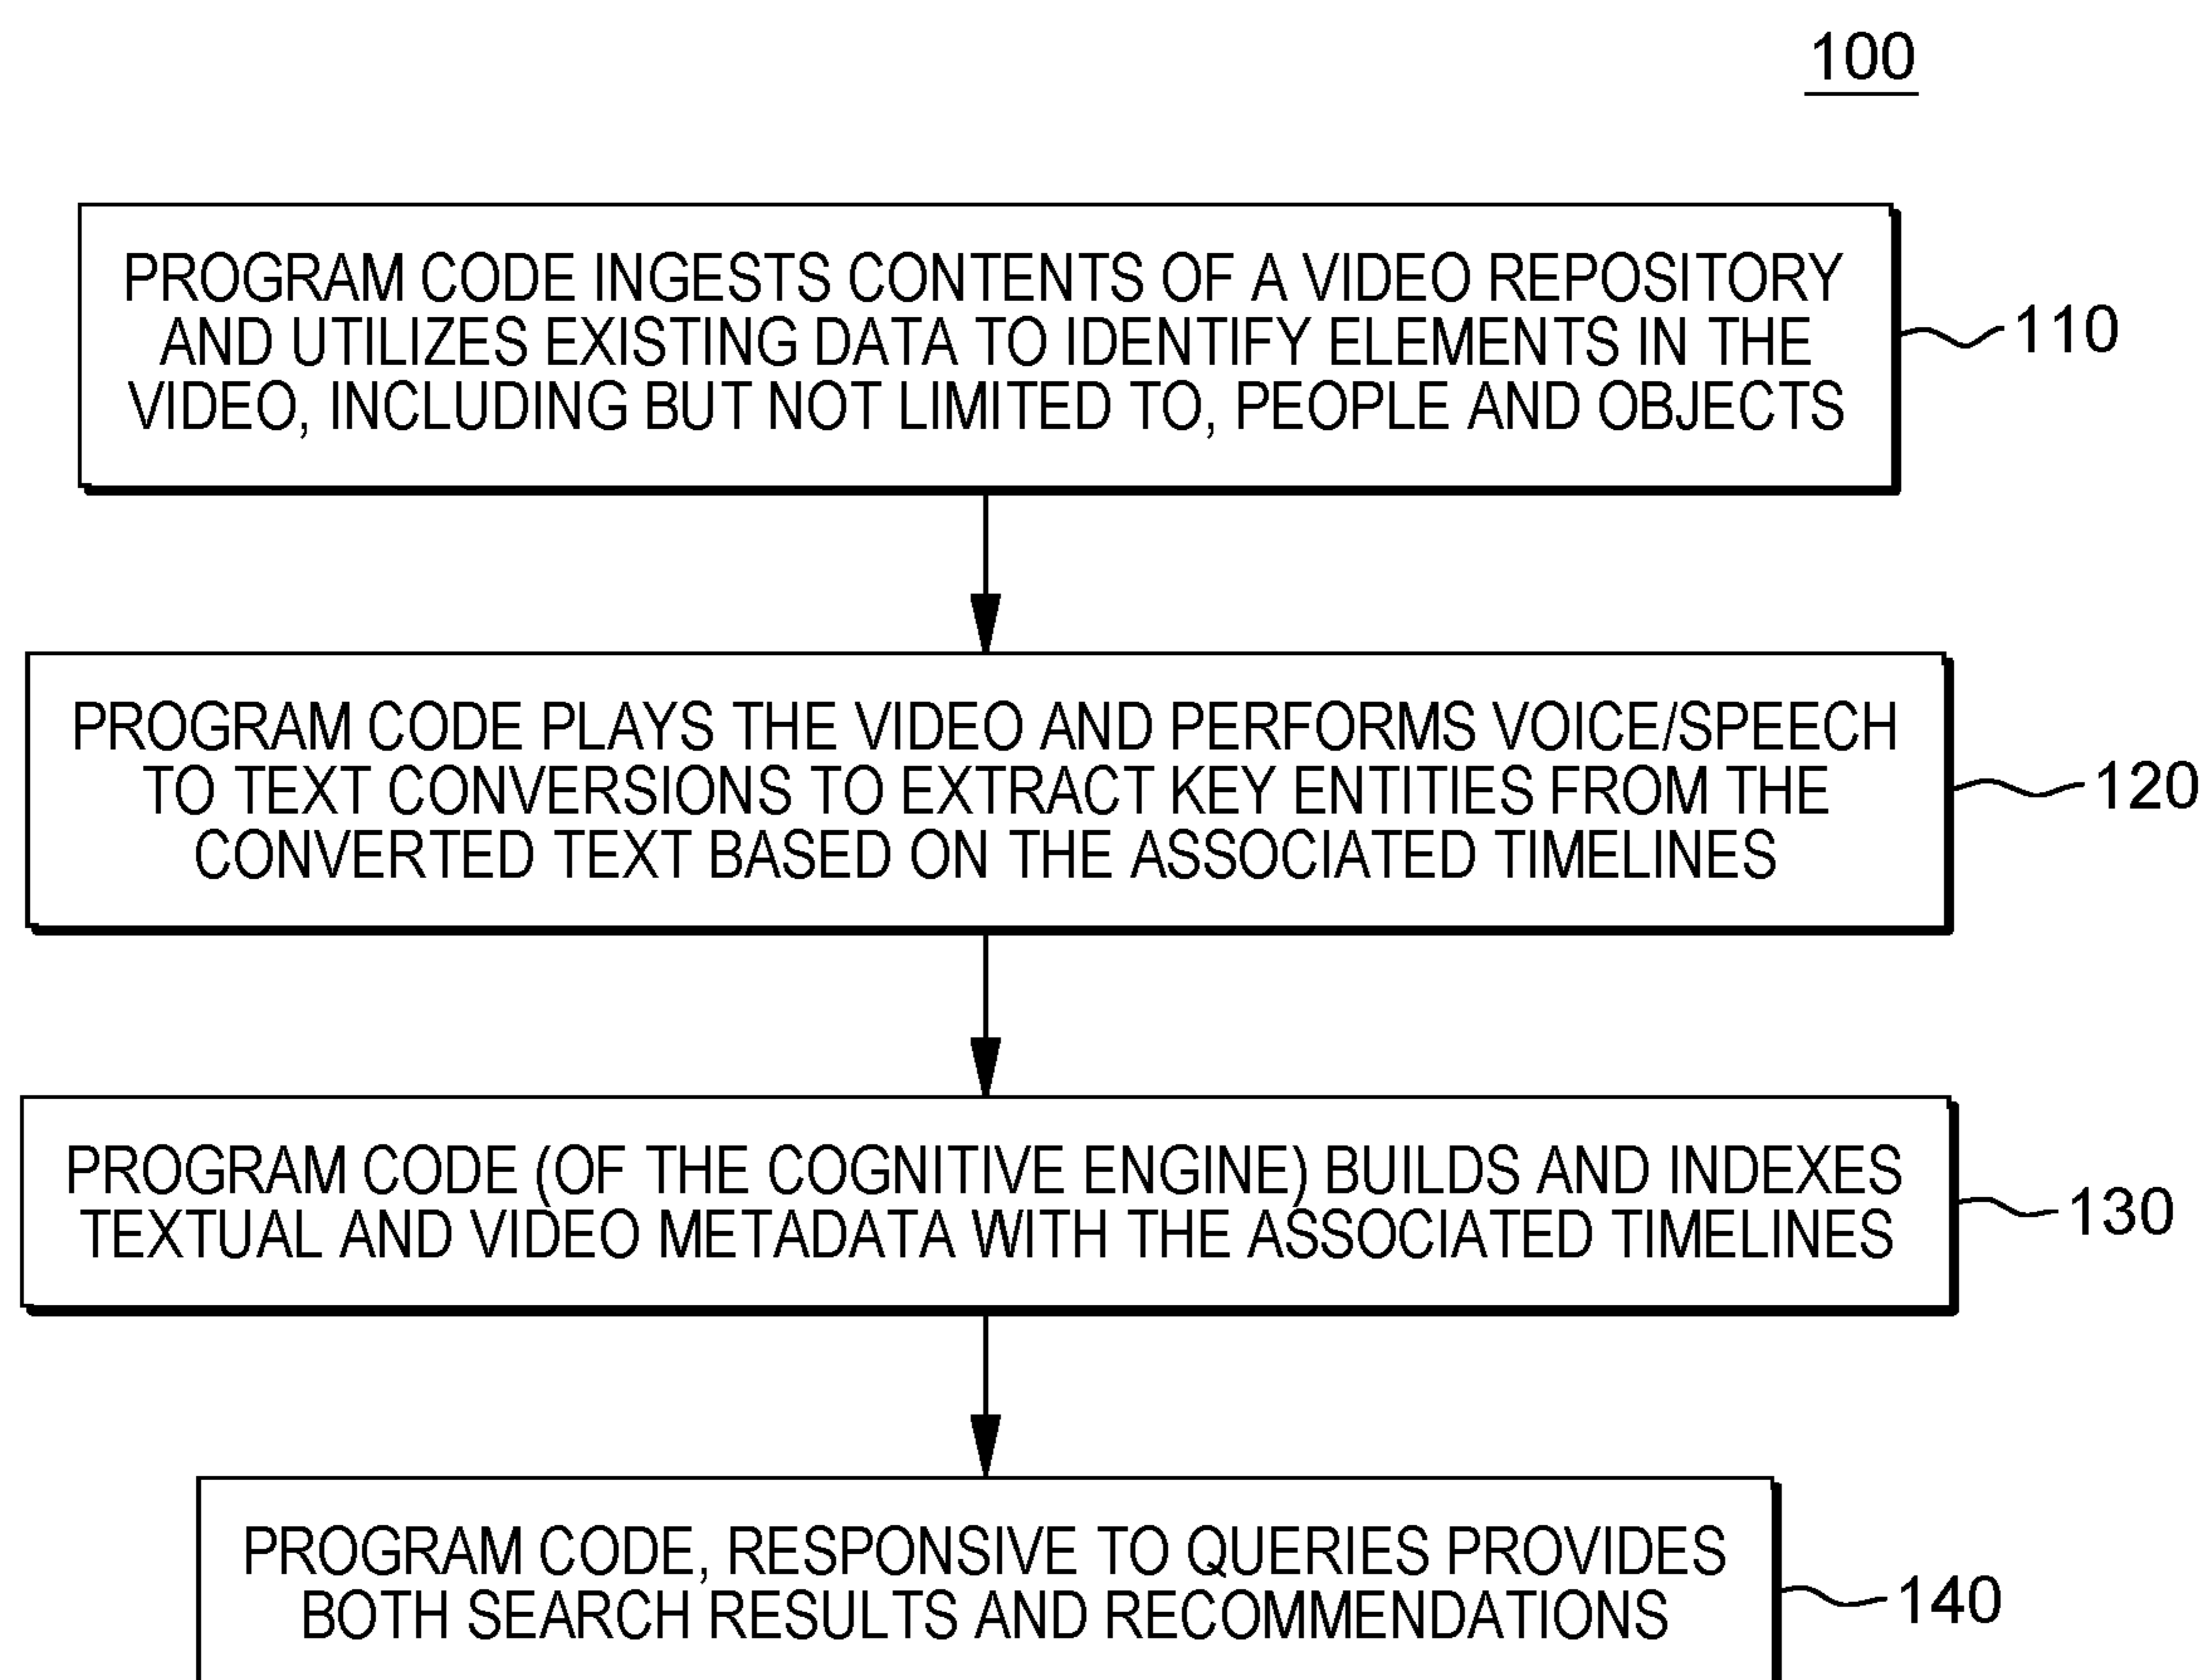 100
PROGRAM CODE INGESTS CONTENTS OF A VIDEO REPOSITORY
AND UTILIZES EXISTING DATA TO IDENTIFY ELEMENTS IN THE
VIDEO, INCLUDING BUT NOT LIMITED TO, PEOPLE AND OBJECTS
110
PROGRAM CODE PLAYS THE VIDEO AND PERFORMS VOICE/SPEECH
TO TEXT CONVERSIONS TO EXTRACT KEY ENTITIES FROM THE
CONVERTED TEXT BASED ON THE ASSOCIATED TIMELINES
120
PROGRAM CODE (OF THE COGNITIVE ENGINE) BUILDS AND INDEXES
TEXTUAL AND VIDEO METADATA WITH THE ASSOCIATED TIMELINES
130
PROGRAM CODE, RESPONSIVE TO QUERIES PROVIDES
BOTH SEARCH RESULTS AND RECOMMENDATIONS
140